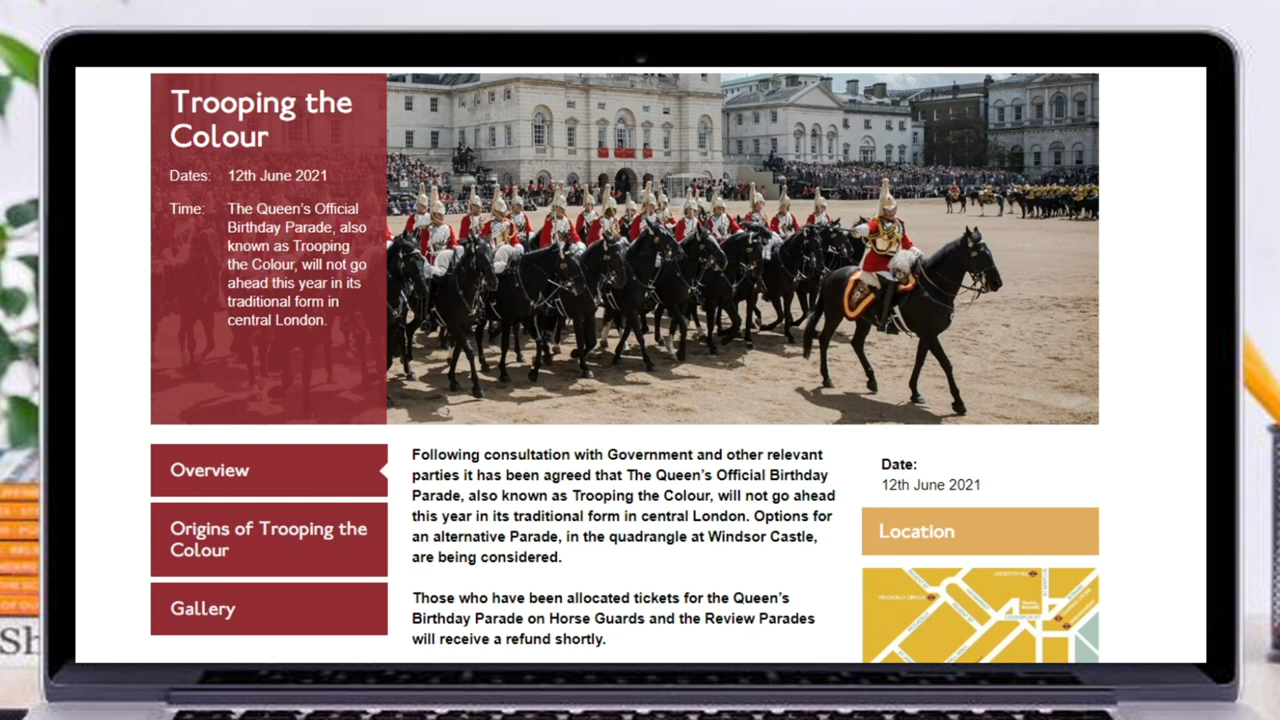 Trooping the
Colour
Dates: 12th June 2021
Time: The Queen's Official
Birthday Parade, also
known as Trooping
the Colour, will not go
ahead this year in its
traditional form in
central London.
Overview
Origins of Trooping the
Colour
Gallery
Following consultation with Government and other relevant
parties it has been agreed that The Queen's Official Birthday
Parade, also known as Trooping the Colour, will not go ahead
this year in its traditional form in central London. Options for
an alternative Parade, in the quadrangle at Windsor Castle,
are being considered.
Those who have been allocated tickets for the Queen's
Birthday Parade on Horse Guards and the Review Parades
will receive a refund shortly.
Date:
12th June 2021
Location
LEICESTER SQ
PICCADILLY CIRCUS
Sh